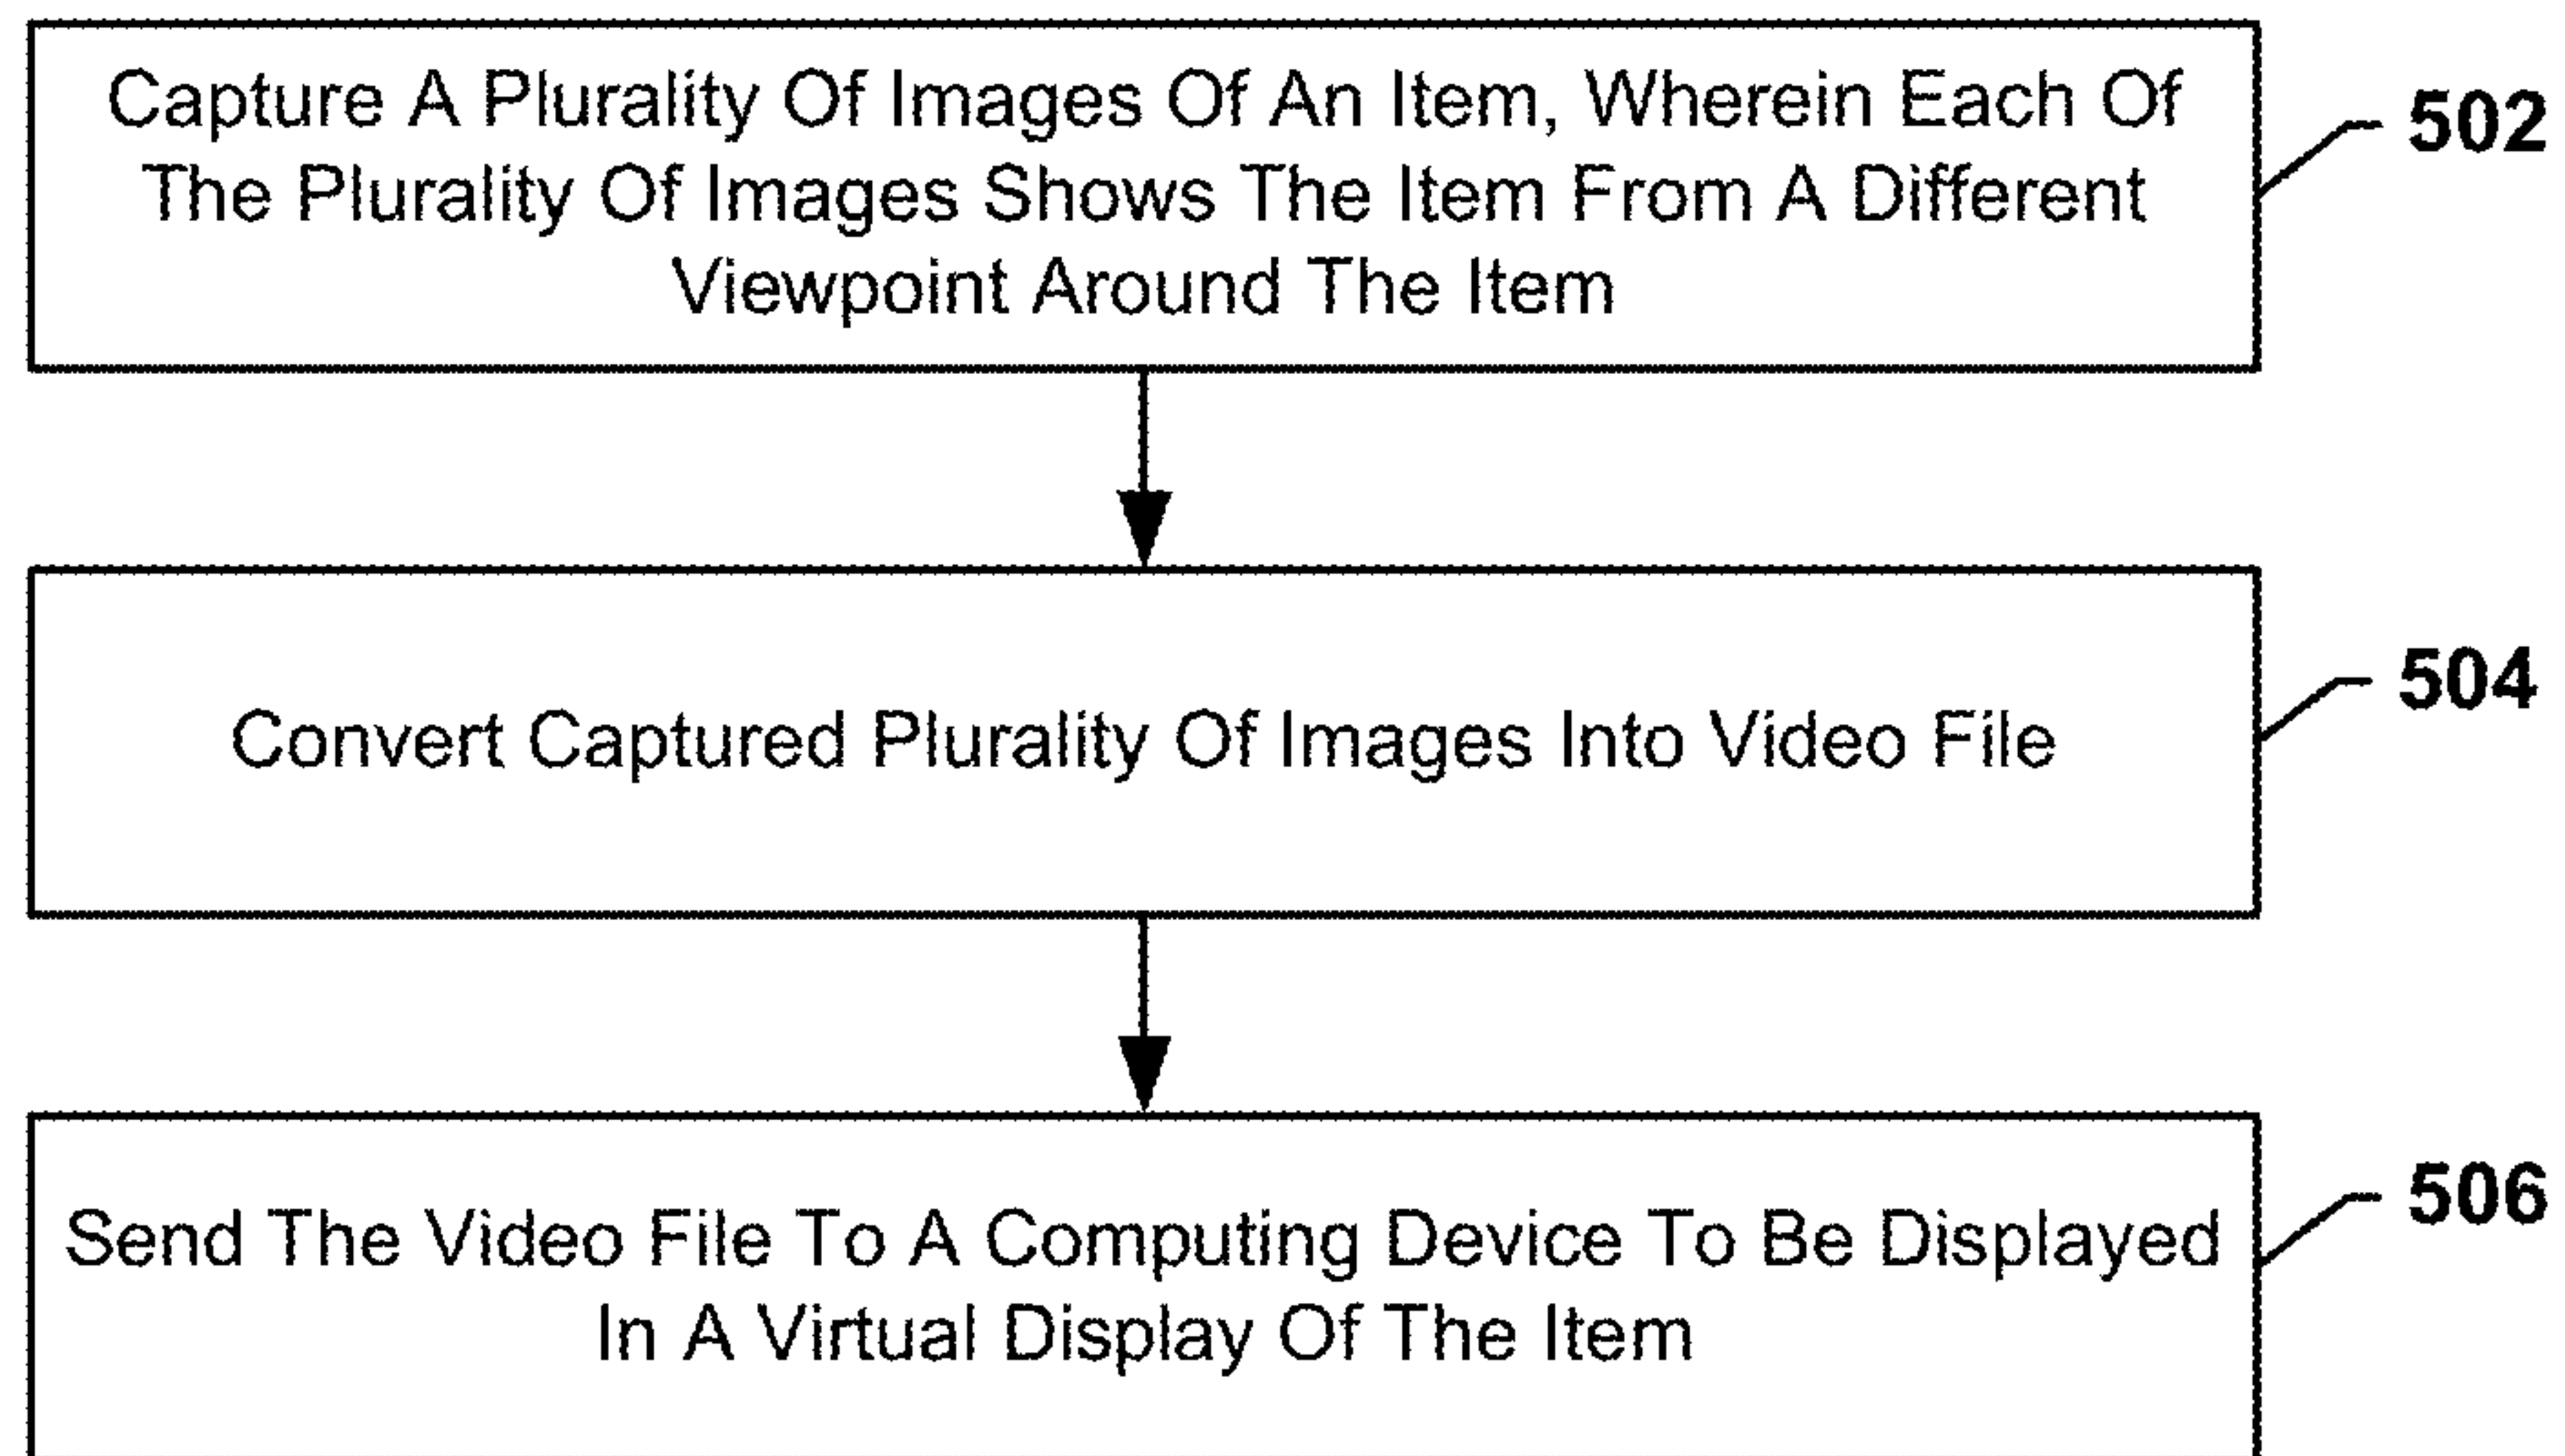 Capture A Plurality Of Images Of An Item, Wherein Each Of
The Plurality Of Images Shows The Item From A Different
Viewpoint Around The Item
502
Convert Captured Plurality Of Images Into Video File
504
Send The Video File To A Computing Device To Be Displayed
In A Virtual Display Of The Item
506